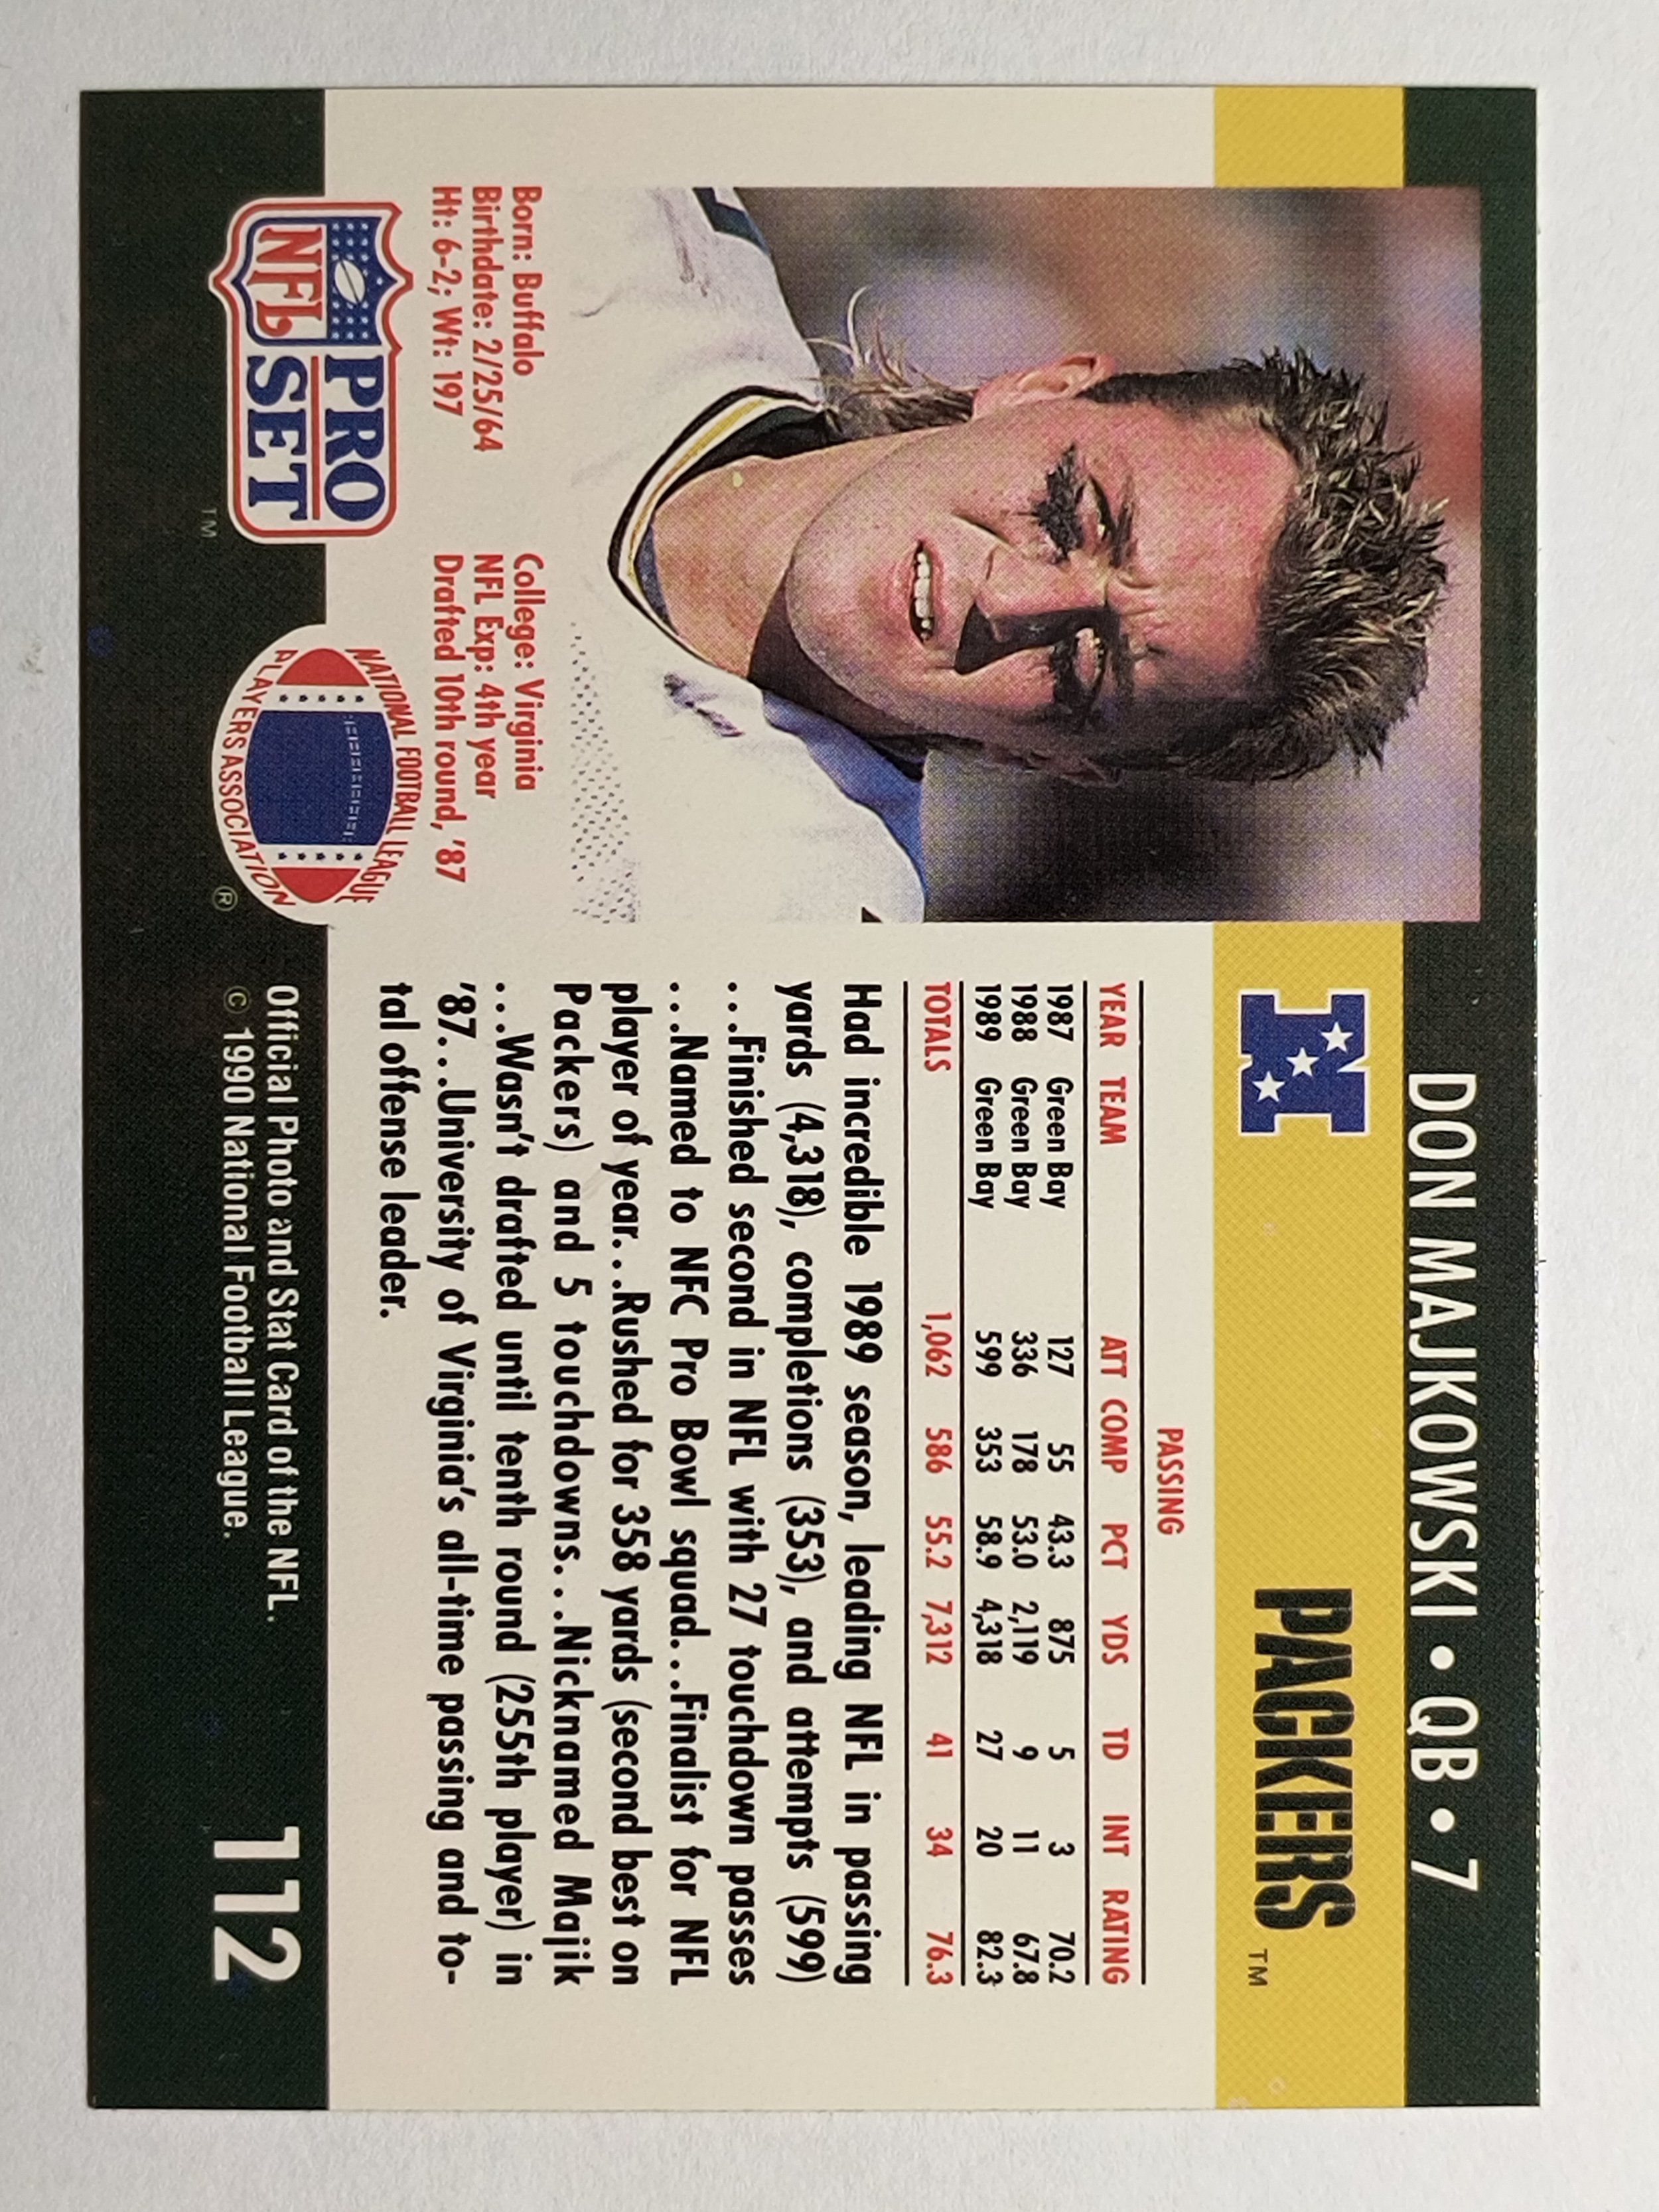 DON MAJKOWSKI • QB • 7
N PACKERS TM
PASSING
YEAR TEAM ATT COMP PCT YDS TD INT RATING
1987 Green Bay 127 55 43.3 875 5 3 70.2
1988 Green Bay 336 178 53.0 2,119 9 11 67.8
1989 Green Bay 599 353 58.9 4,318 27 20 82.3
TOTALS 1,062 586 55.2 7,312 41 34 76.3
Had incredible 1989 season, leading NFL in passing
yards (4,318), completions (353), and attempts (599)
. . .Finished second in NFL with 27 touchdown passes
. . .Named to NFC Pro Bowl squad. . .Finalist for NFL
player of year. . .Rushed for 358 yards (second best on
Packers) and 5 touchdowns. . .Nicknamed Majik
. . .Wasn't drafted until tenth round (255th player) in
'87. . .University of Virginia's all-time passing and to-
tal offense leader.
Born: Buffalo
Birthdate: 2/25/64
Ht: 6-2; Wt: 197
College: Virginia
NFL Exp: 4th year
Drafted 10th round, '87
NFL PRO SET TM
NATIONAL FOOTBALL LEAGUE
PLAYERS ASSOCIATION ®
Official Photo and Stat Card of the NFL.
© 1990 National Football League.
112